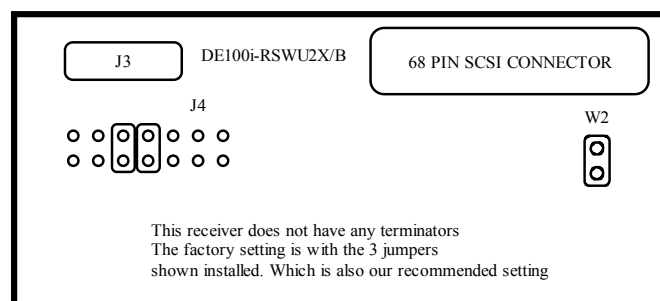 J3
DE100i-RSWU2X/B
68 PIN SCSI CONNECTOR
J4
W2
This receiver does not have any terminators
The factory setting is with the 3 jumpers
shown installed. Which is also our recommended setting